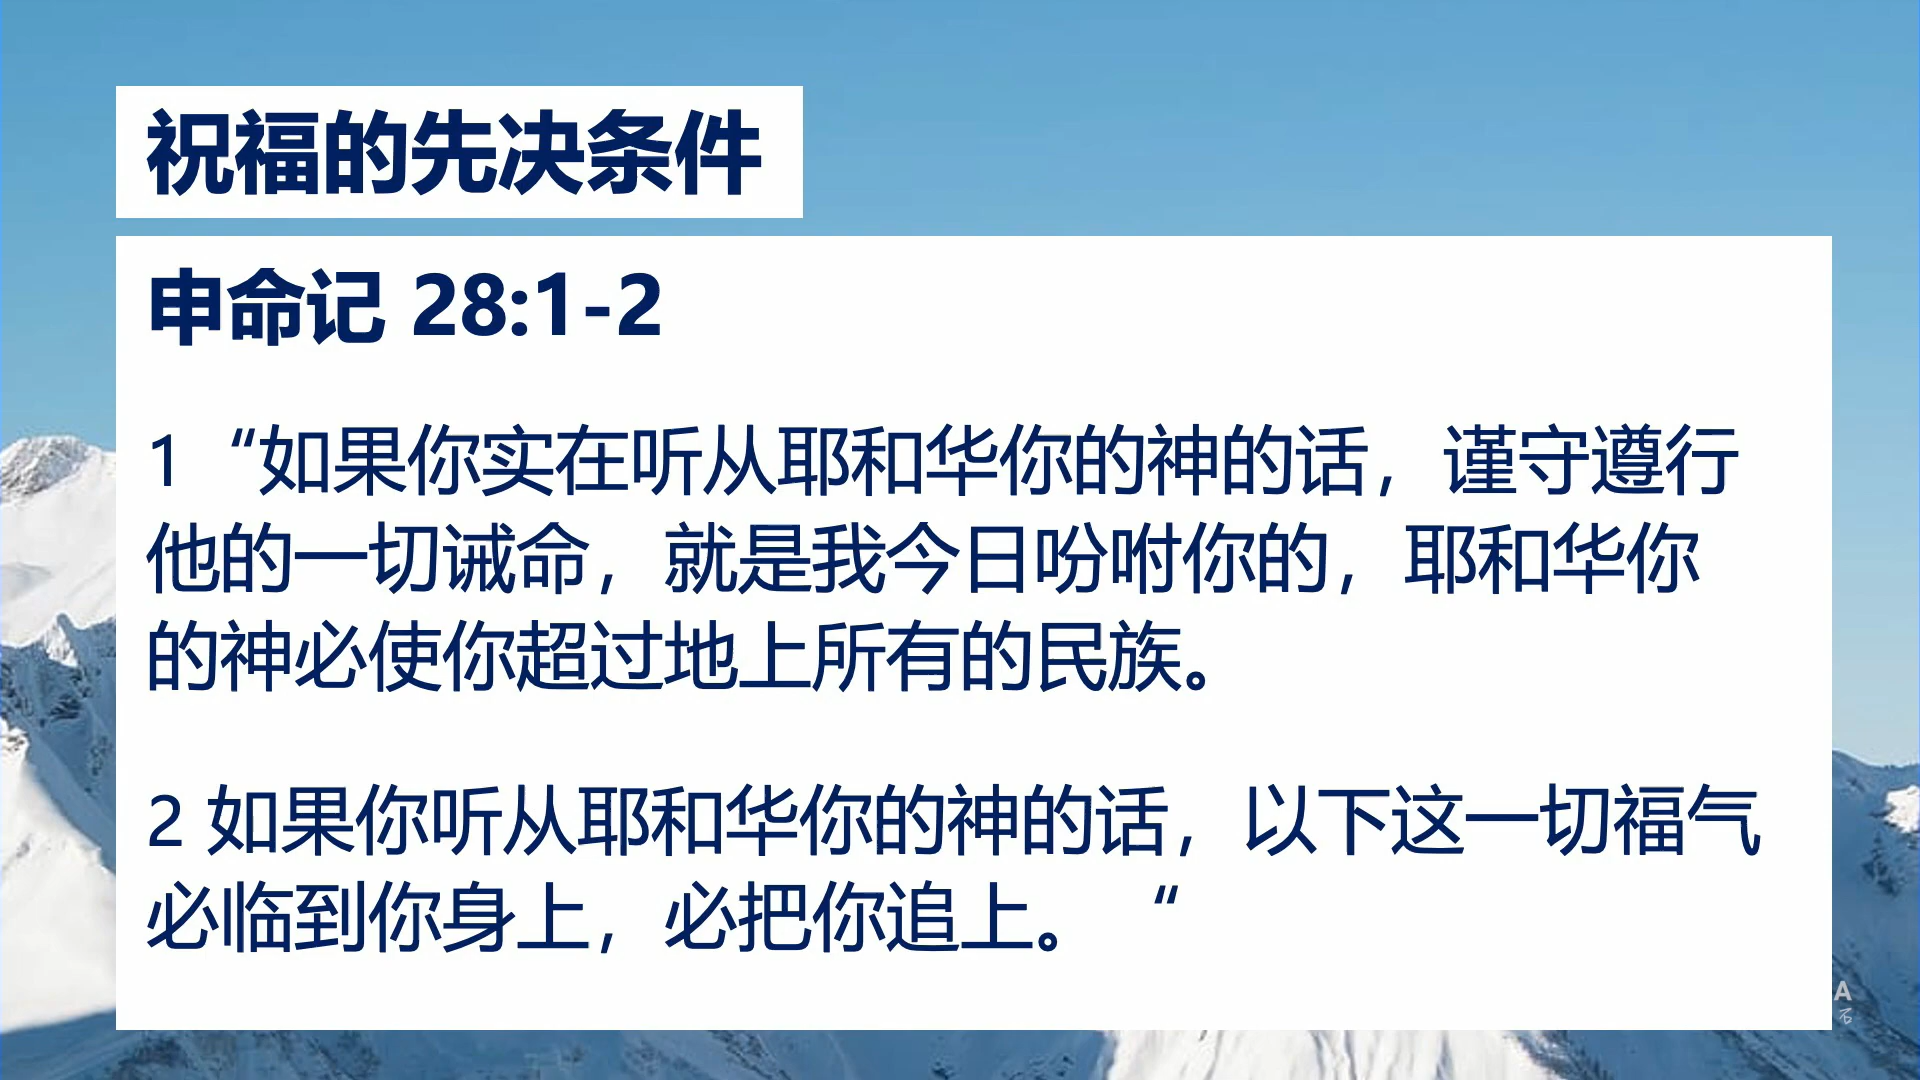 祝福的先决条件
申命记 28:1-2
1 “如果你实在听从耶和华你的神的话，谨守遵行
他的一切诫命，就是我今日吩咐你的，耶和华你
的神必使你超过地上所有的民族。
2 如果你听从耶和华你的神的话，以下这一切福气
必临到你身上，必把你追上。 “
A
石